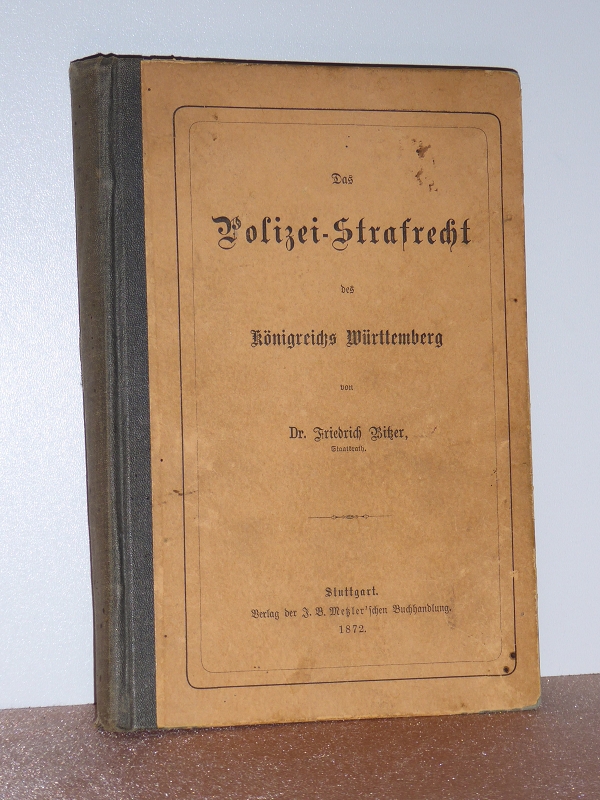 Das
Polizei-Strafrecht
des
Königreichs Württemberg
von
Dr. Friedrich Bitzer,
Staatsrath.
Stuttgart.
Verlag der J. B. Metzler'schen Buchhandlung.
1872.